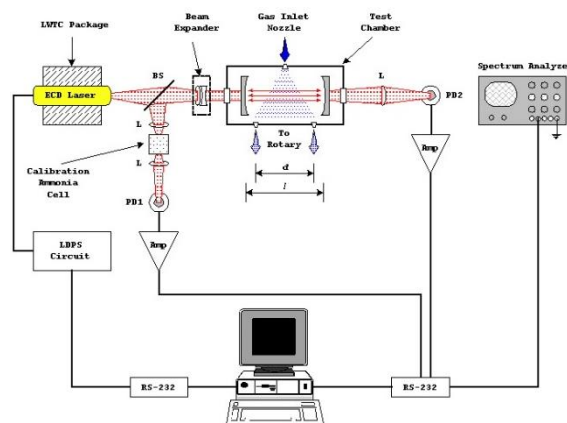 LWTC Package
Beam
Expander
Gas Inlet
Nozzle
Test
Chamber
Spectrum Analyzer
ECD Laser
BS
L
PD2
L
To
Rotary
d
l
L
Calibration
Ammonia
Cell
PD1
Amp
Amp
LDPS
Circuit
RS-232
RS-232